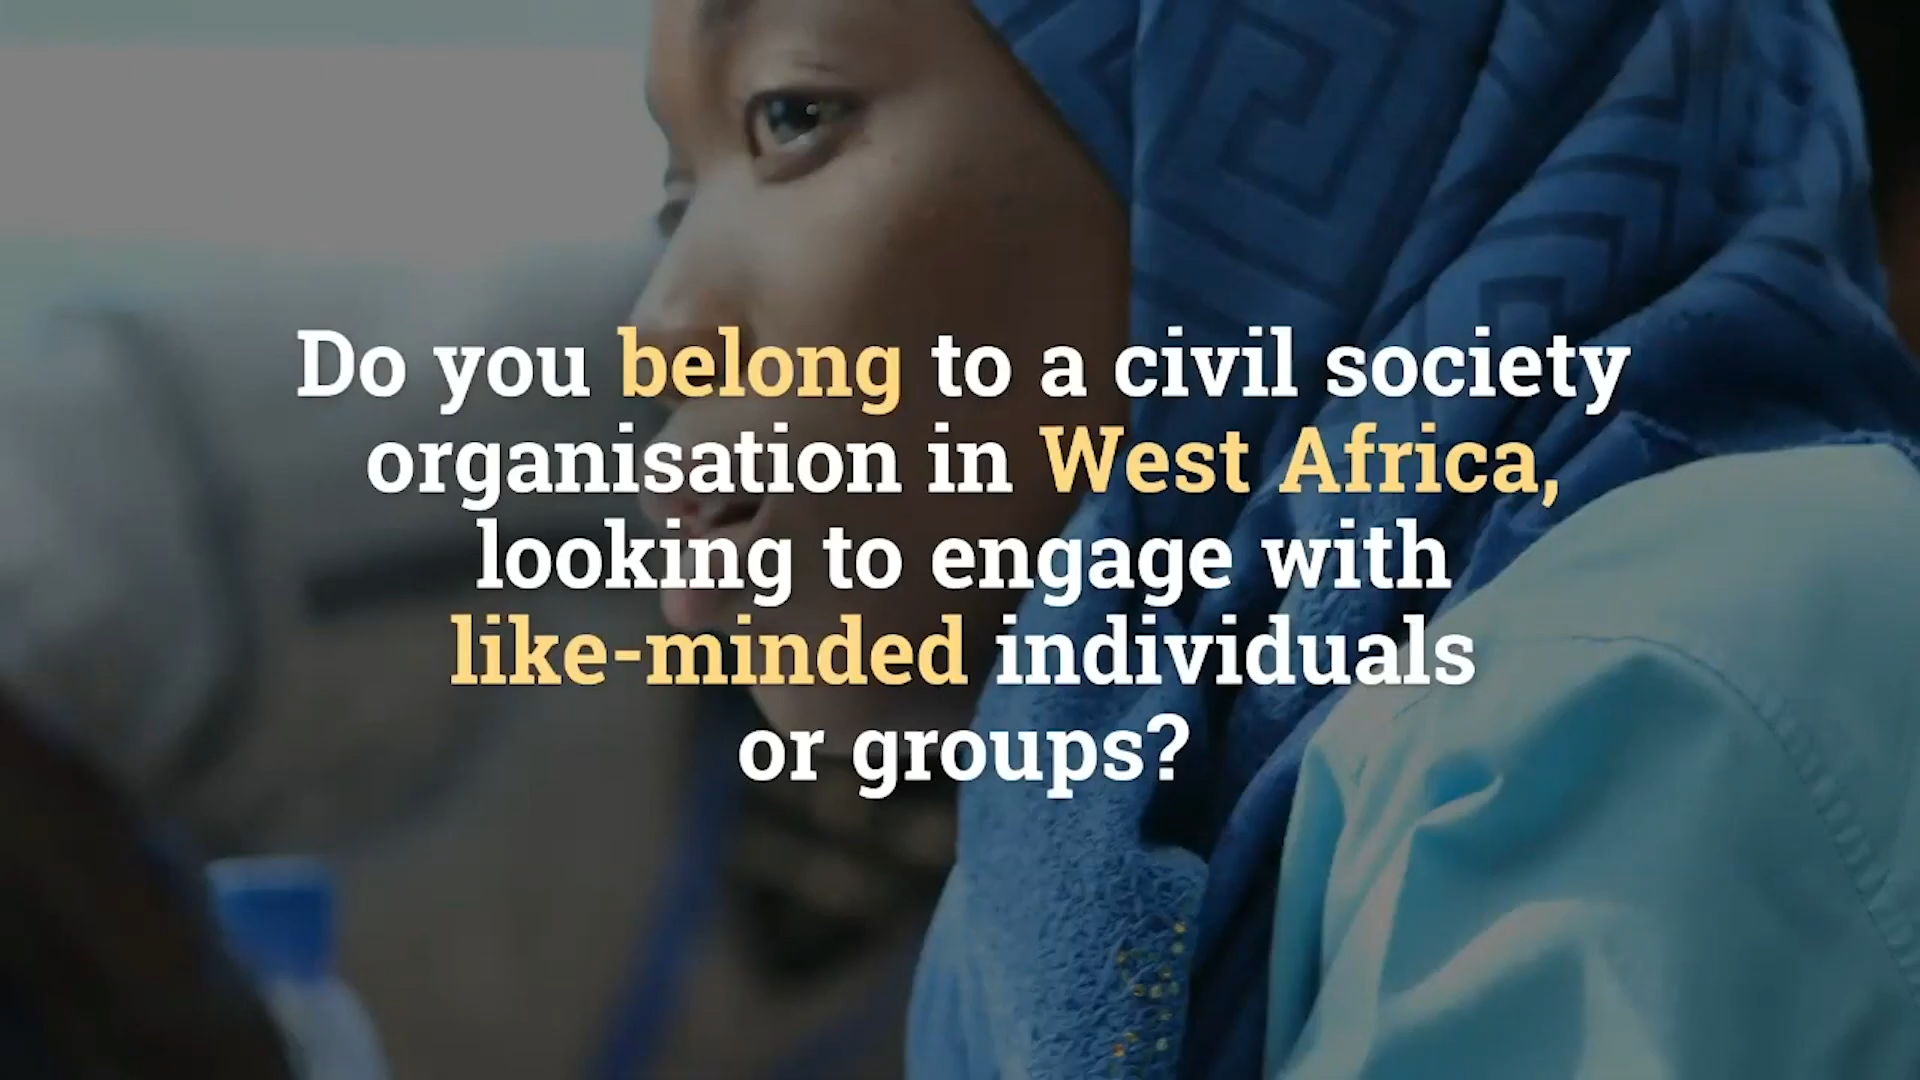 Do you belong to a civil society
organisation in West Africa,
looking to engage with
like-minded individuals
or groups?